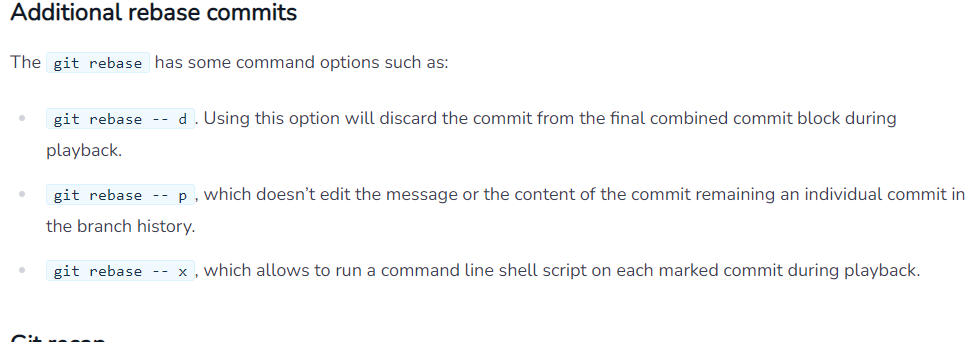 Additional rebase commits
The git rebase has some command options such as:
git rebase -- d. Using this option will discard the commit from the final combined commit block during
playback.
git rebase -- p, which doesn't edit the message or the content of the commit remaining an individual commit in
the branch history.
git rebase -- x, which allows to run a command line shell script on each marked commit during playback.
Git recap